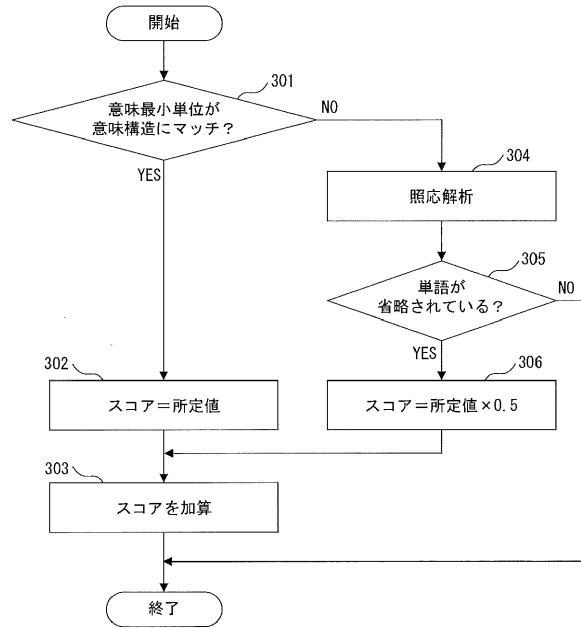 開始
301
意味最小単位が
意味構造にマッチ？
NO
YES
304
照応解析
305
単語が
省略されている？
NO
YES
302
スコア＝所定値
306
スコア＝所定値×0.5
303
スコアを加算
終了